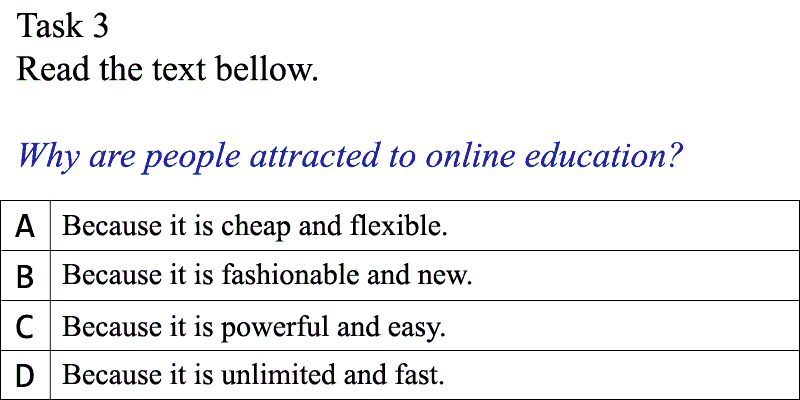 Task 3
Read the text bellow.
Why are people attracted to online education?
A Because it is cheap and flexible.
B Because it is fashionable and new.
C Because it is powerful and easy.
D Because it is unlimited and fast.